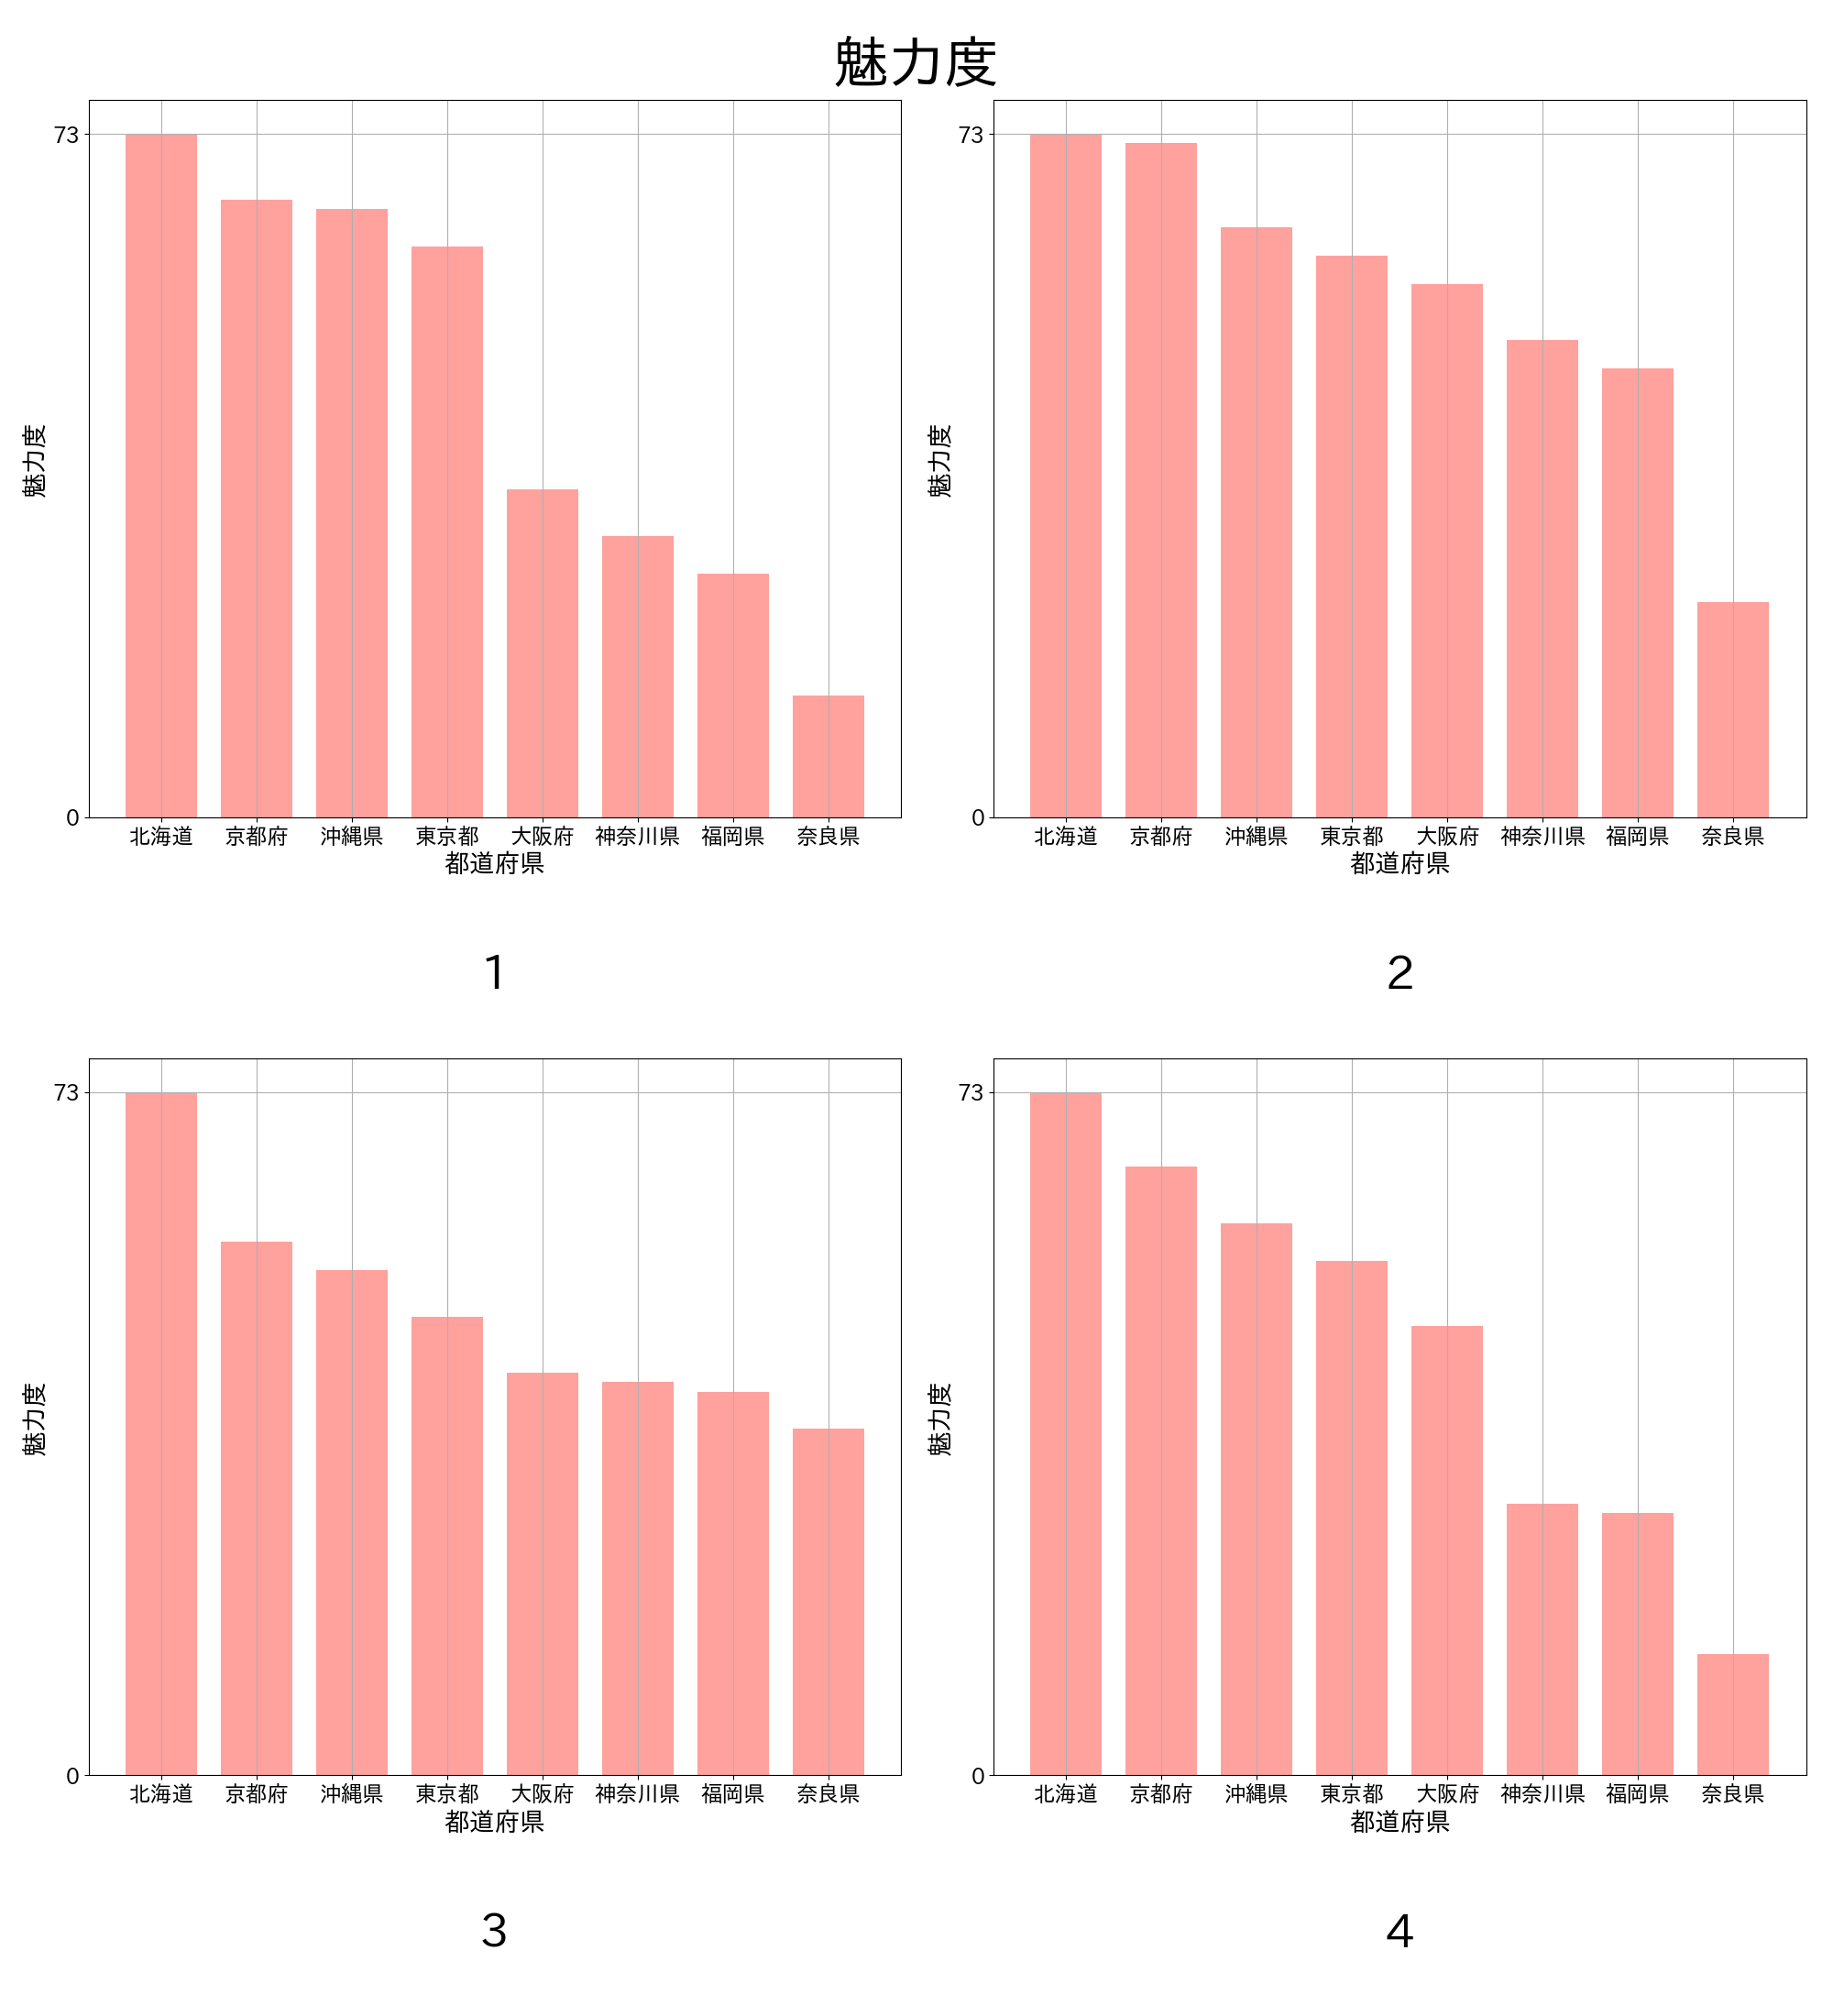 魅力度
73
0
魅力度
北海道 京都府 沖縄県 東京都 大阪府 神奈川県 福岡県 奈良県
都道府県
1
73
0
魅力度
北海道 京都府 沖縄県 東京都 大阪府 神奈川県 福岡県 奈良県
都道府県
2
73
0
魅力度
北海道 京都府 沖縄県 東京都 大阪府 神奈川県 福岡県 奈良県
都道府県
3
73
0
魅力度
北海道 京都府 沖縄県 東京都 大阪府 神奈川県 福岡県 奈良県
都道府県
4